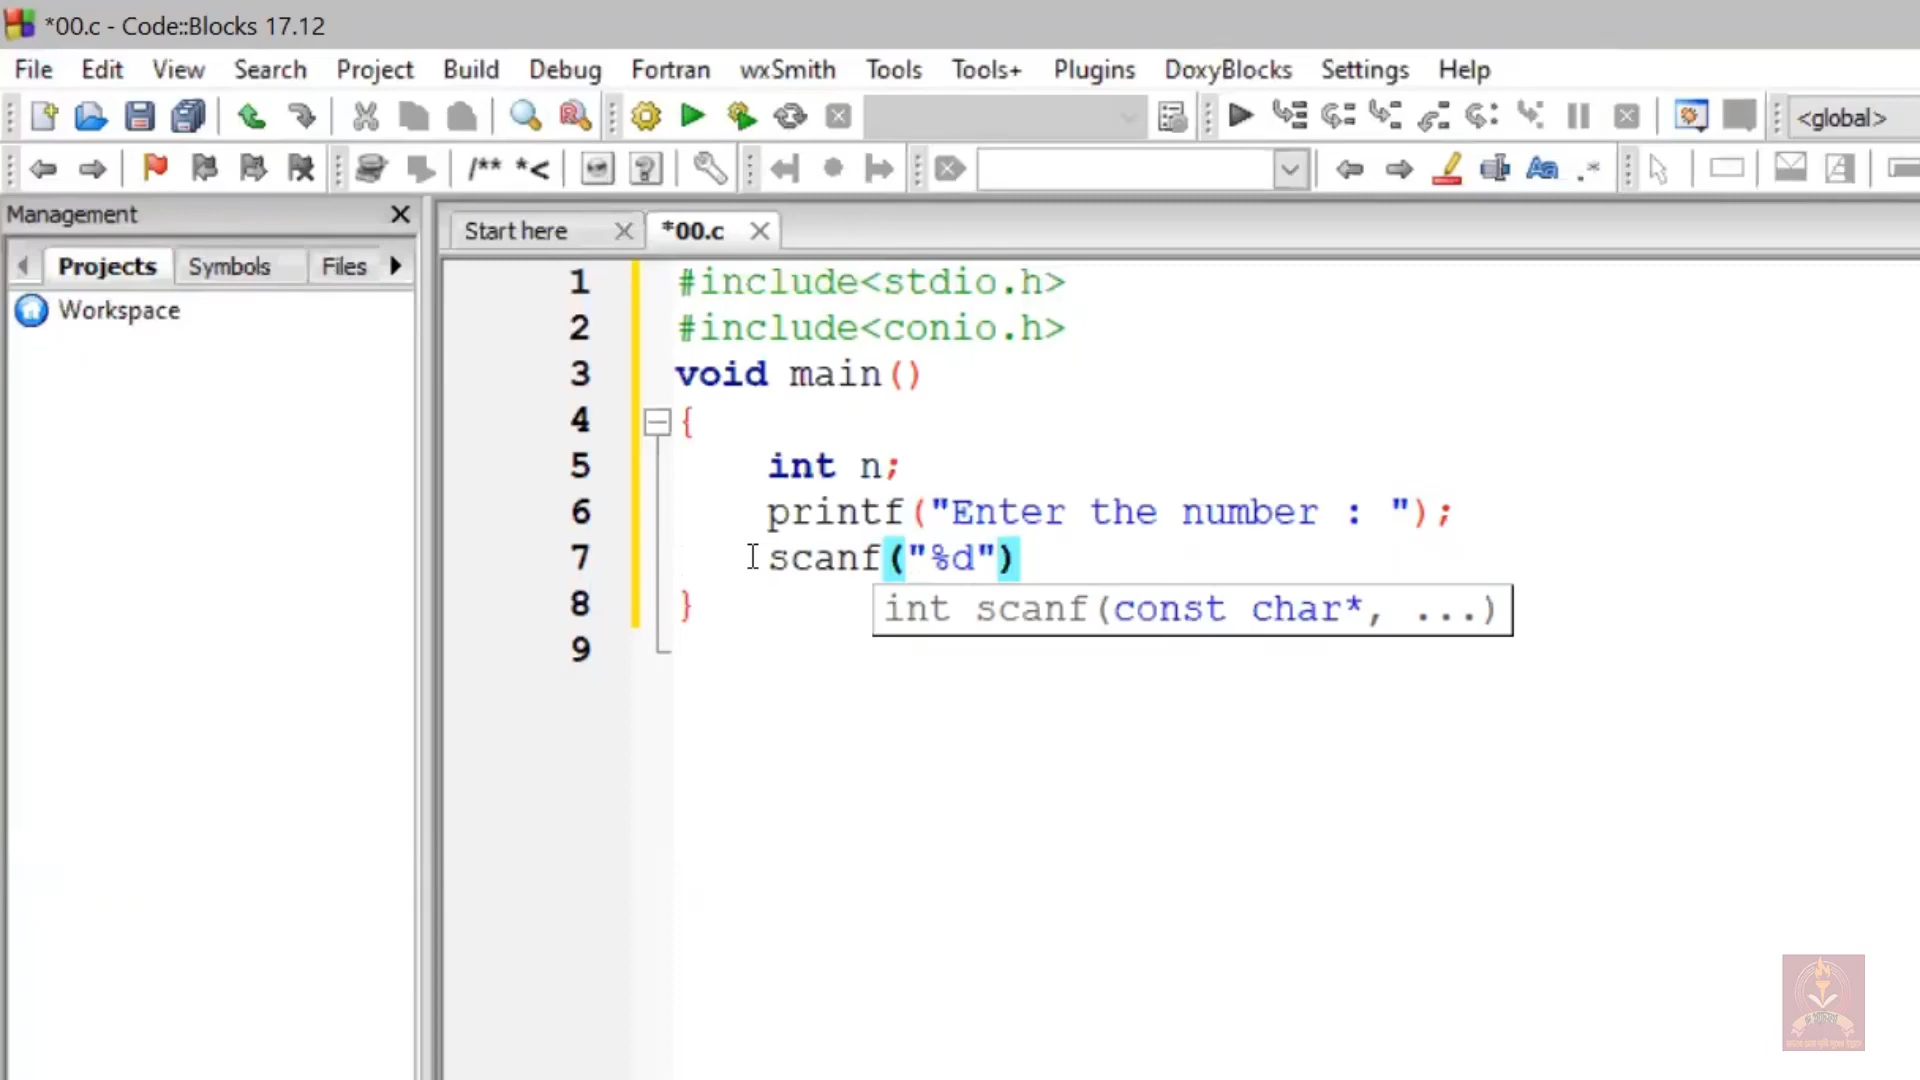 *00.c - Code::Blocks 17.12
File Edit View Search Project Build Debug Fortran wxSmith Tools Tools+ Plugins DoxyBlocks Settings Help
<global>
/** *<
Aa .*
Management
Start here *00.c
Projects Symbols Files
Workspace
1 #include<stdio.h>
2 #include<conio.h>
3 void main()
4 {
5 int n;
6 printf("Enter the number : ");
7 scanf("%d")
8 }
int scanf(const char*, ...)
9